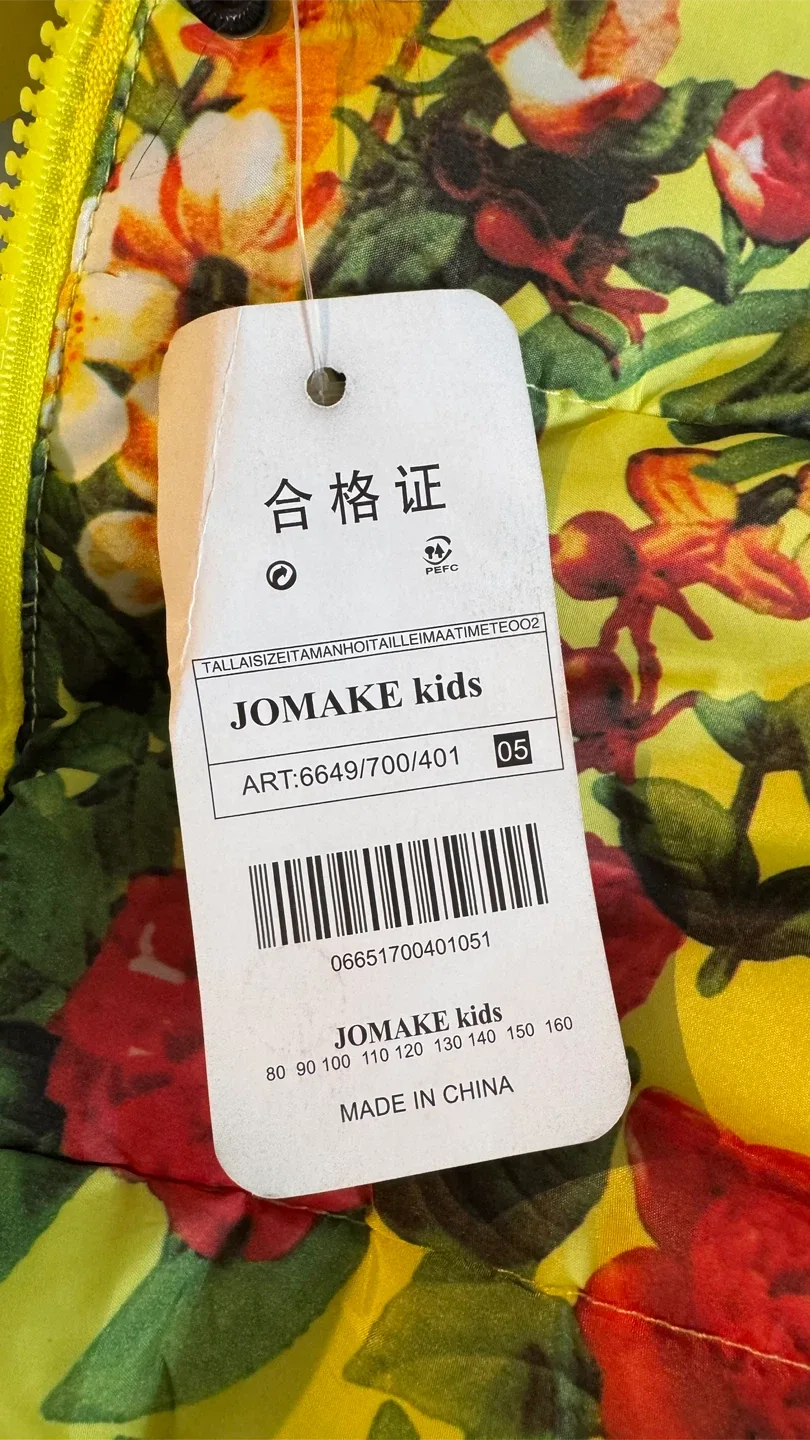 合格证
PEFC
TALLAISIZEITAMANHOITAILLEIMAATIMETEOO2
JOMAKE kids
ART:6649/700/401 05
06651700401051
JOMAKE kids
80 90 100 110 120 130 140 150 160
MADE IN CHINA